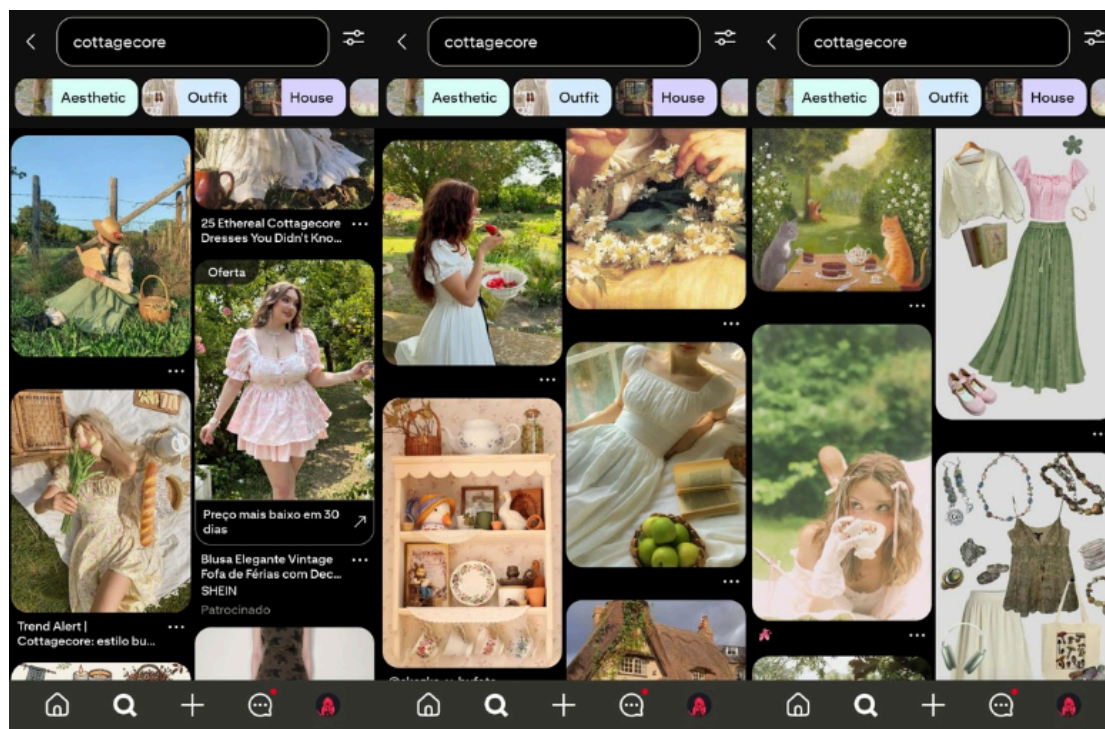 cottagecore
Aesthetic
Outfit
House
25 Ethereal Cottagecore
Dresses You Didn't Kno...
Oferta
Preço mais baixo em 30
dias
Blusa Elegante Vintage
Fofa de Férias com Dec...
SHEIN
Patrocinado
Trend Alert |
Cottagecore: estilo bu...
cottagecore
Aesthetic
Outfit
House
cottagecore
Aesthetic
Outfit
House